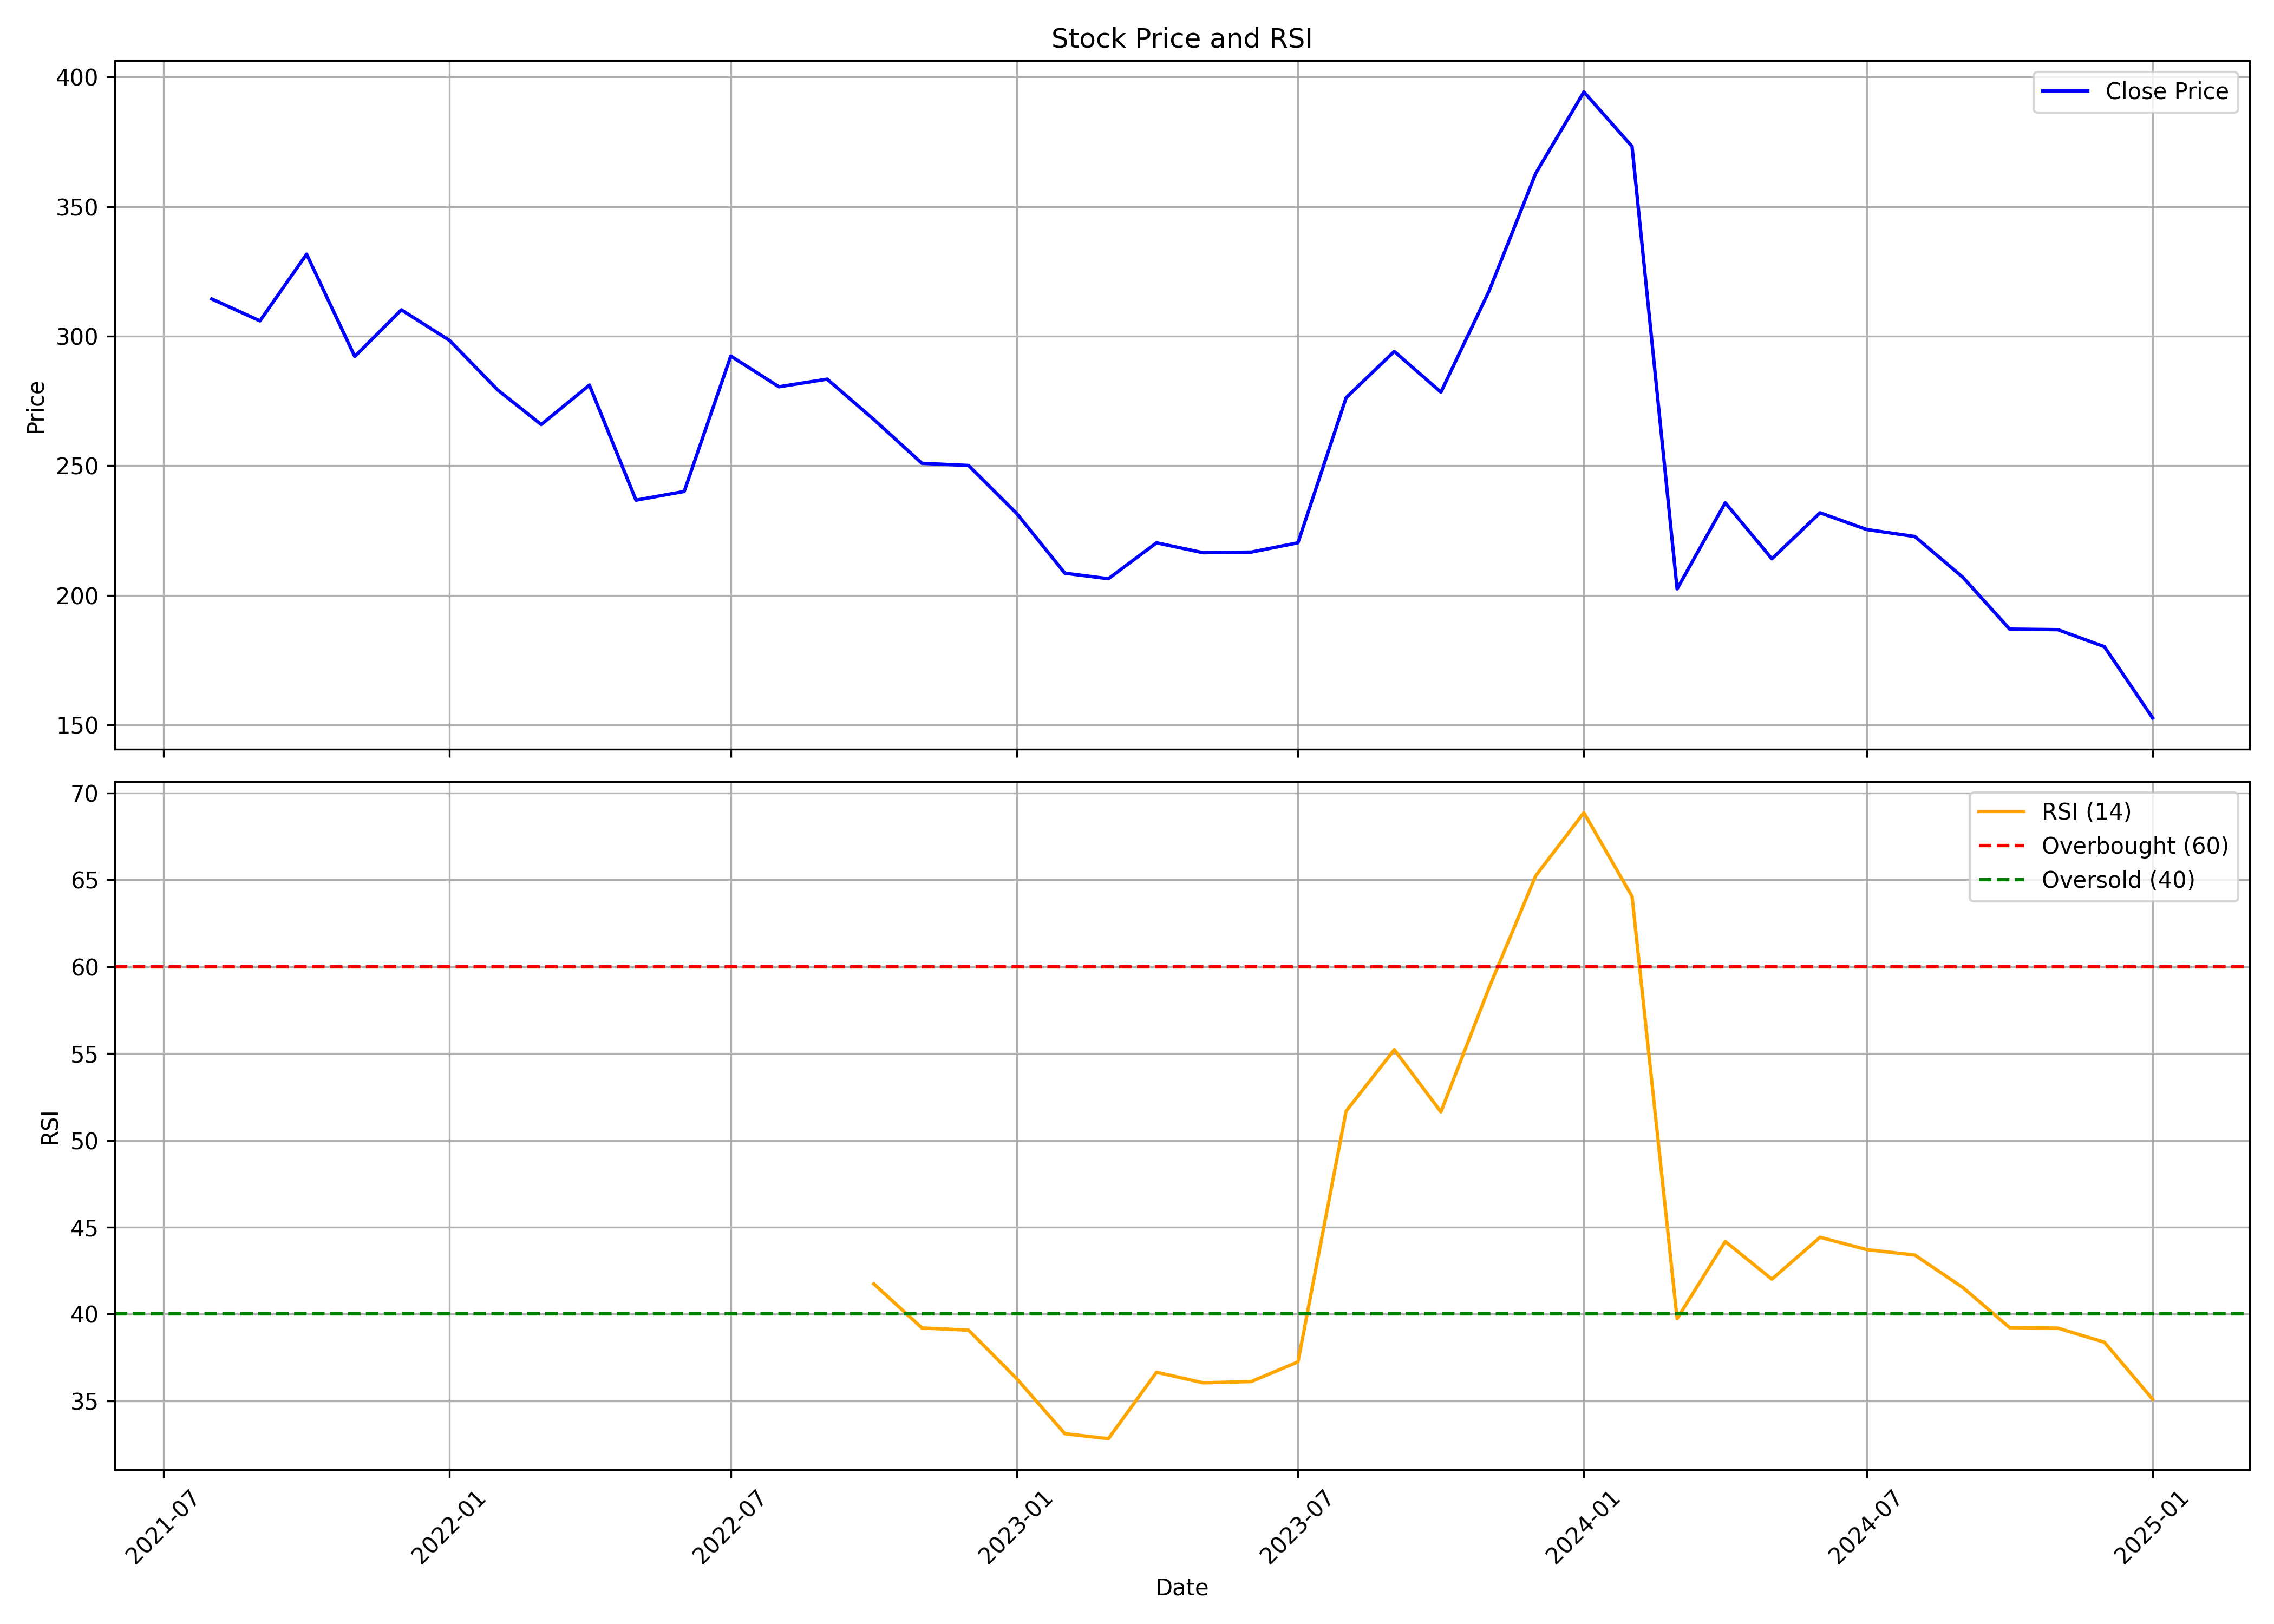 Stock Price and RSI
400
350
300
250
200
150
Price
Close Price
70
65
60
55
50
45
40
35
RSI
RSI (14)
Overbought (60)
Oversold (40)
2021-07
2022-01
2022-07
2023-01
2023-07
2024-01
2024-07
2025-01
Date